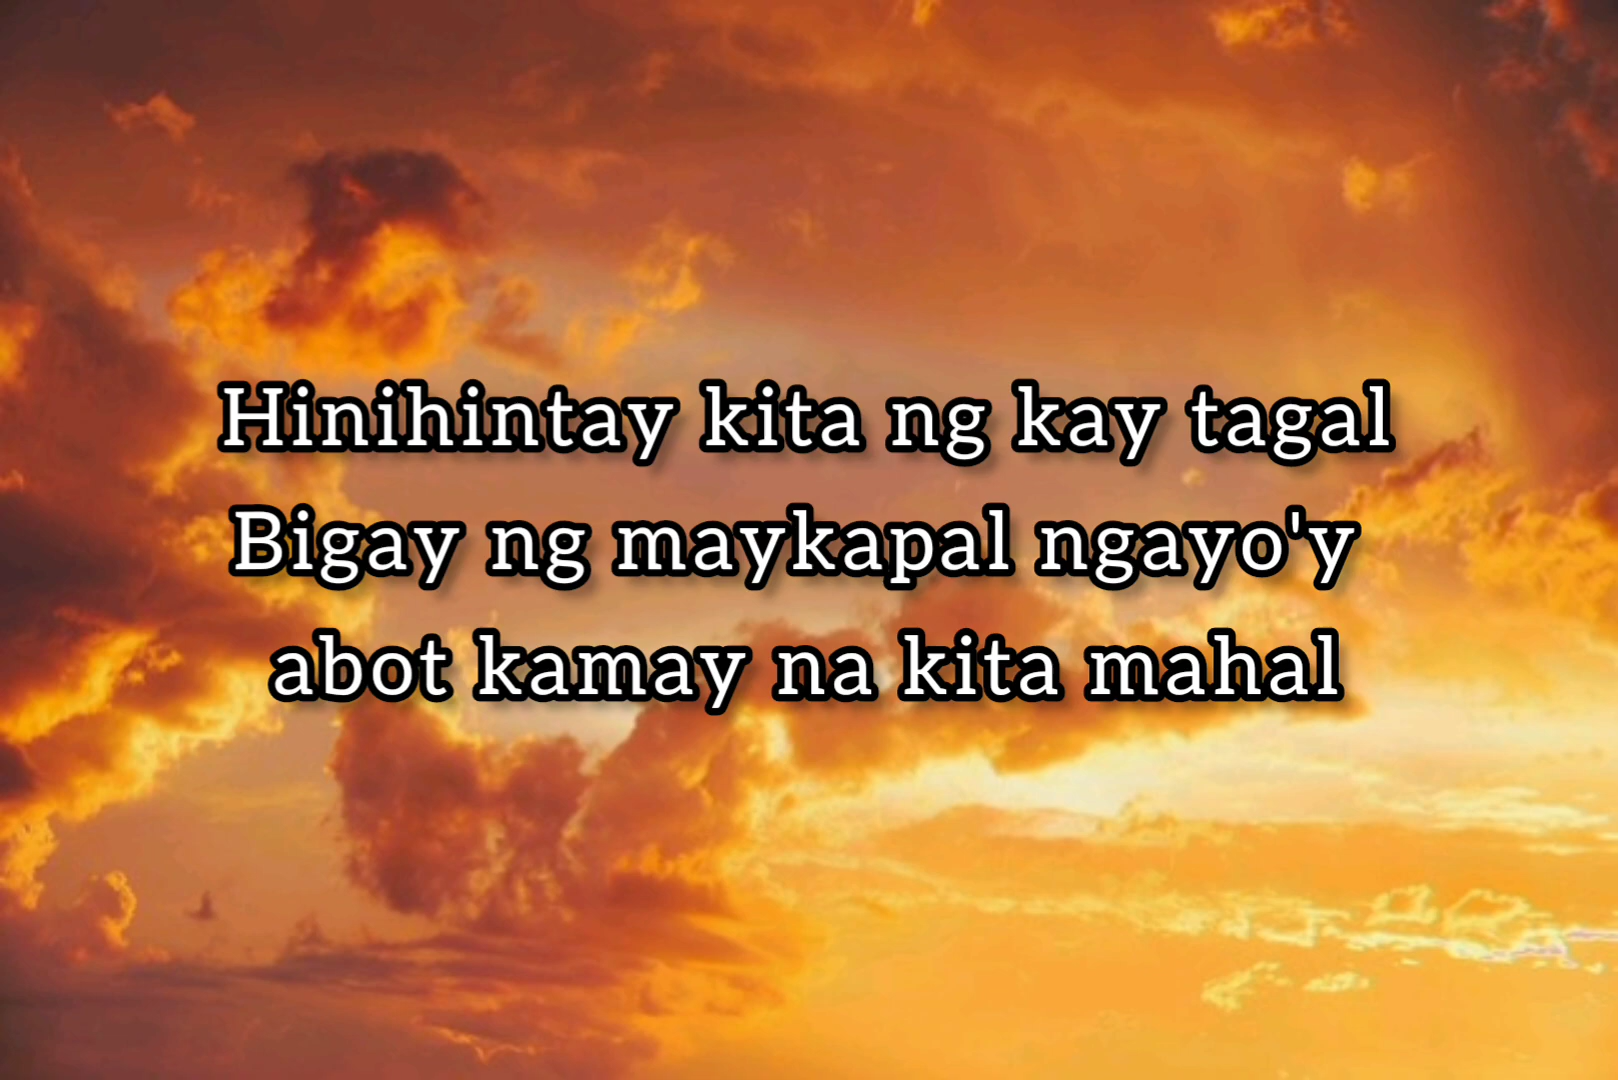 Hinihintay kita ng kay tagal
Bigay ng maykapal ngayo'y
abot kamay na kita mahal